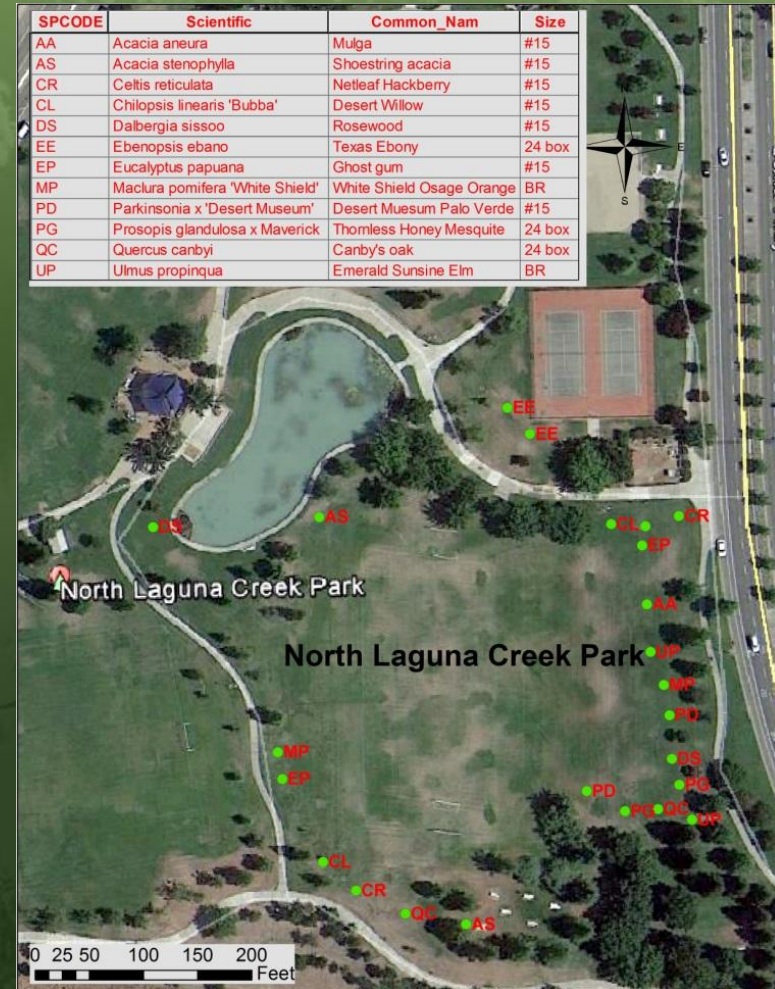 SPCODE Scientific Common_Nam Size
AA Acacia aneura Mulga #15
AS Acacia stenophylla Shoestring acacia #15
CR Celtis reticulata Netleaf Hackberry #15
CL Chilopsis linearis 'Bubba' Desert Willow #15
DS Dalbergia sissoo Rosewood #15
EE Ebenopsis ebano Texas Ebony 24 box
EP Eucalyptus papuana Ghost gum #15
MP Maclura pomifera 'White Shield' White Shield Osage Orange BR
PD Parkinsonia x 'Desert Museum' Desert Muesum Palo Verde #15
PG Prosopis glandulosa x Maverick Thornless Honey Mesquite 24 box
QC Quercus canbyi Canby's oak 24 box
UP Ulmus propinqua Emerald Sunsine Elm BR
E
S
EE
EE
DS
AS
CL
CR
EP
North Laguna Creek Park
AA
North Laguna Creek Park
UP
MP
PD
MP
EP
DS
PD
PG
PG
QC
UP
CL
CR
QC
AS
0 25 50 100 150 200
Feet